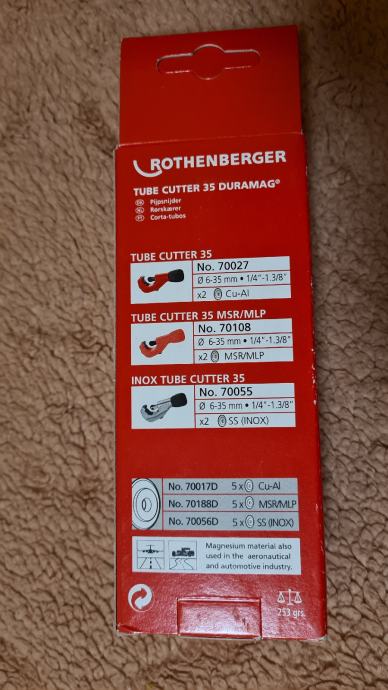 ROTHENBERGER
TUBE CUTTER 35 DURAMAG®
Pijpsnijder
Rørskærer
Corta-tubos
TUBE CUTTER 35
No. 70027
Ø 6-35 mm • 1/4"-1.3/8"
x2 Cu-Al
TUBE CUTTER 35 MSR/MLP
No. 70108
Ø 6-35 mm • 1/4"-1.3/8"
x2 MSR/MLP
INOX TUBE CUTTER 35
No. 70055
Ø 6-35 mm • 1/4"-1.3/8"
x2 SS (INOX)
No. 70017D 5 x Cu-Al
No. 70188D 5 x MSR/MLP
No. 70056D 5 x SS (INOX)
Magnesium material also
used in the aeronautical
and automotive industry.
253 grs.